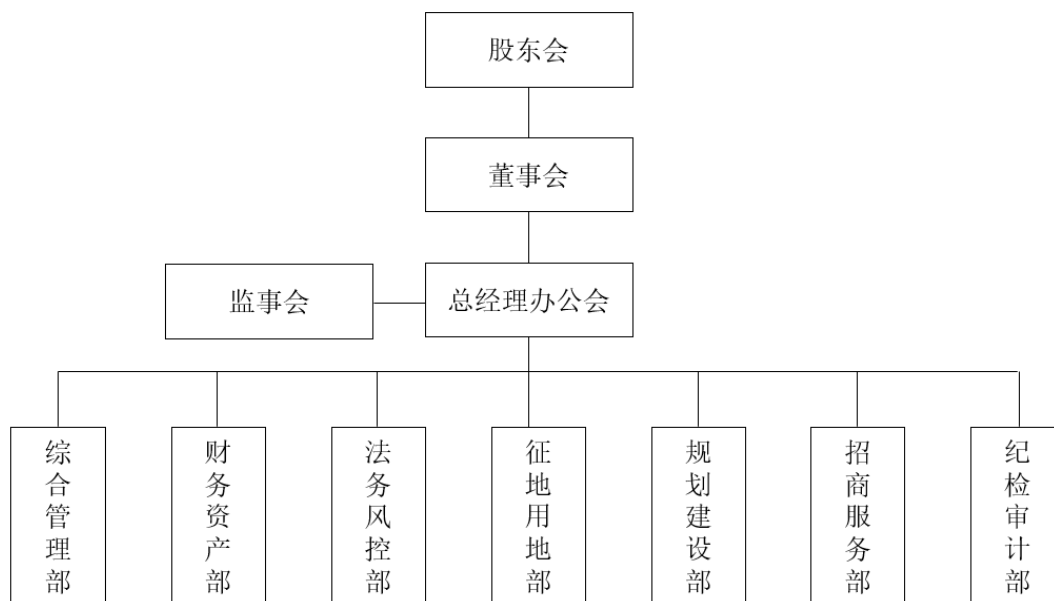 股东会
董事会
监事会
总经理办公会
综合管理部
财务资产部
法务风控部
征地用地部
规划建设部
招商服务部
纪检审计部